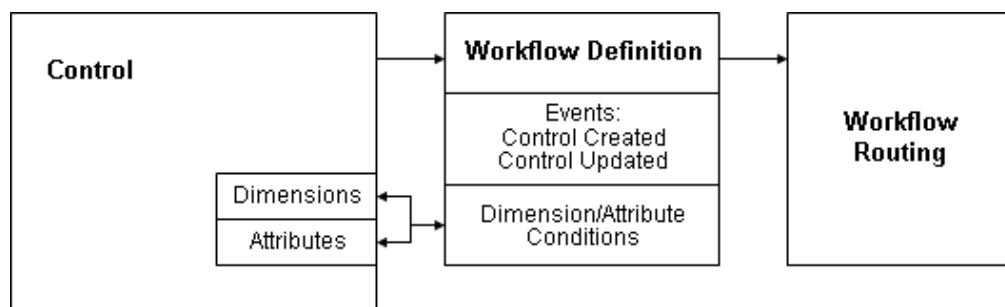 Control
Dimensions
Attributes
Workflow Definition
Events:
Control Created
Control Updated
Dimension/Attribute
Conditions
Workflow
Routing